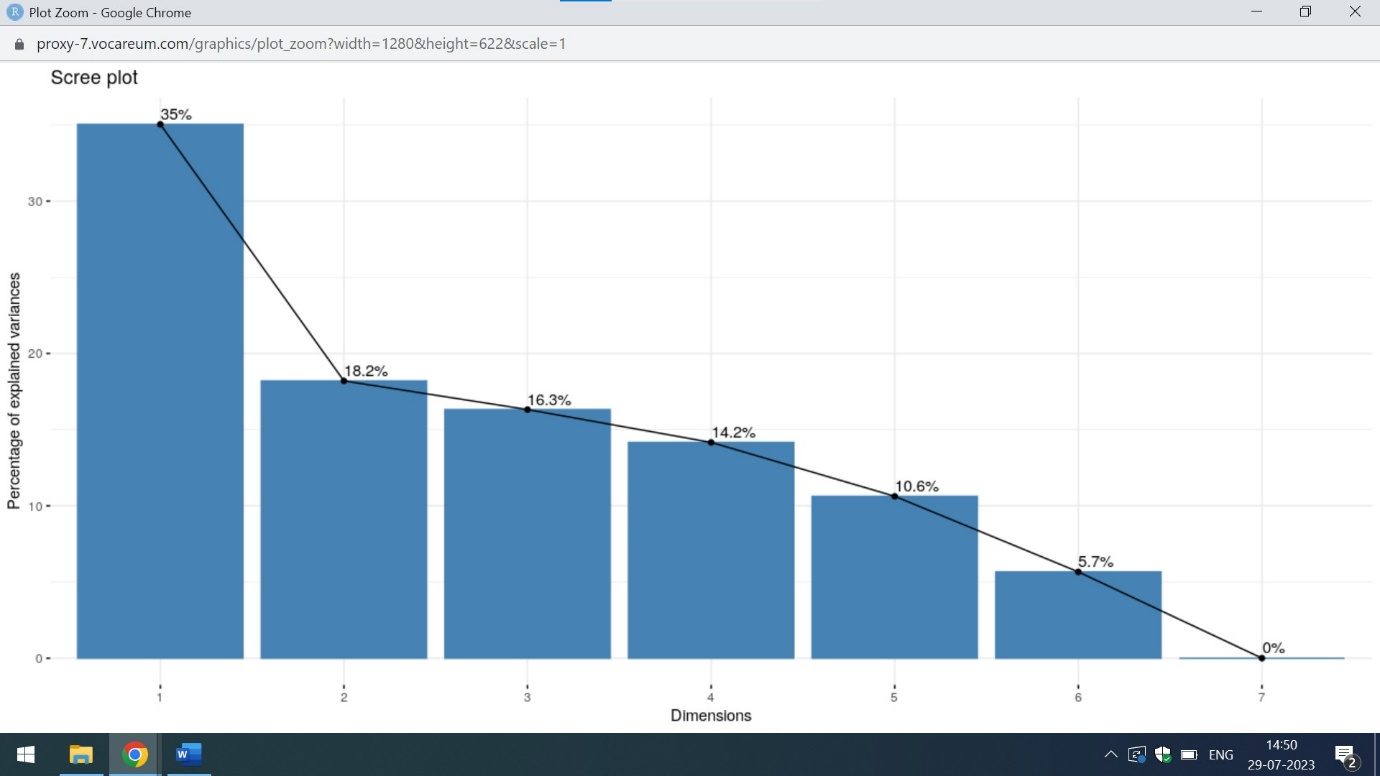 R Plot Zoom - Google Chrome
proxy-7.vocareum.com/graphics/plot_zoom?width=1280&height=622&scale=1
Scree plot
35%
30
Percentage of explained variances
20
18.2%
16.3%
14.2%
10.6%
10
5.7%
0%
0
1 2 3 4 5 6 7
Dimensions
W
ENG
14:50
29-07-2023
2